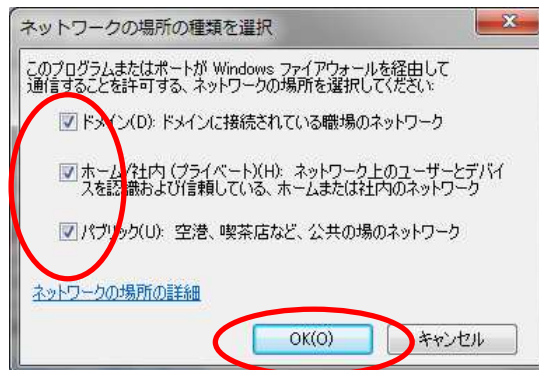 ネットワークの場所の種類を選択
このプログラムまたはポートが Windows ファイアウォールを経由して
通信することを許可する、ネットワークの場所を選択してください:
ドメイン(D): ドメインに接続されている職場のネットワーク
ホーム/社内 (プライベート)(H): ネットワーク上のユーザーとデバイ
スを認識および信頼している、ホームまたは社内のネットワーク
パブリック(U): 空港、喫茶店など、公共の場のネットワーク
ネットワークの場所の詳細
OK(O)
キャンセル